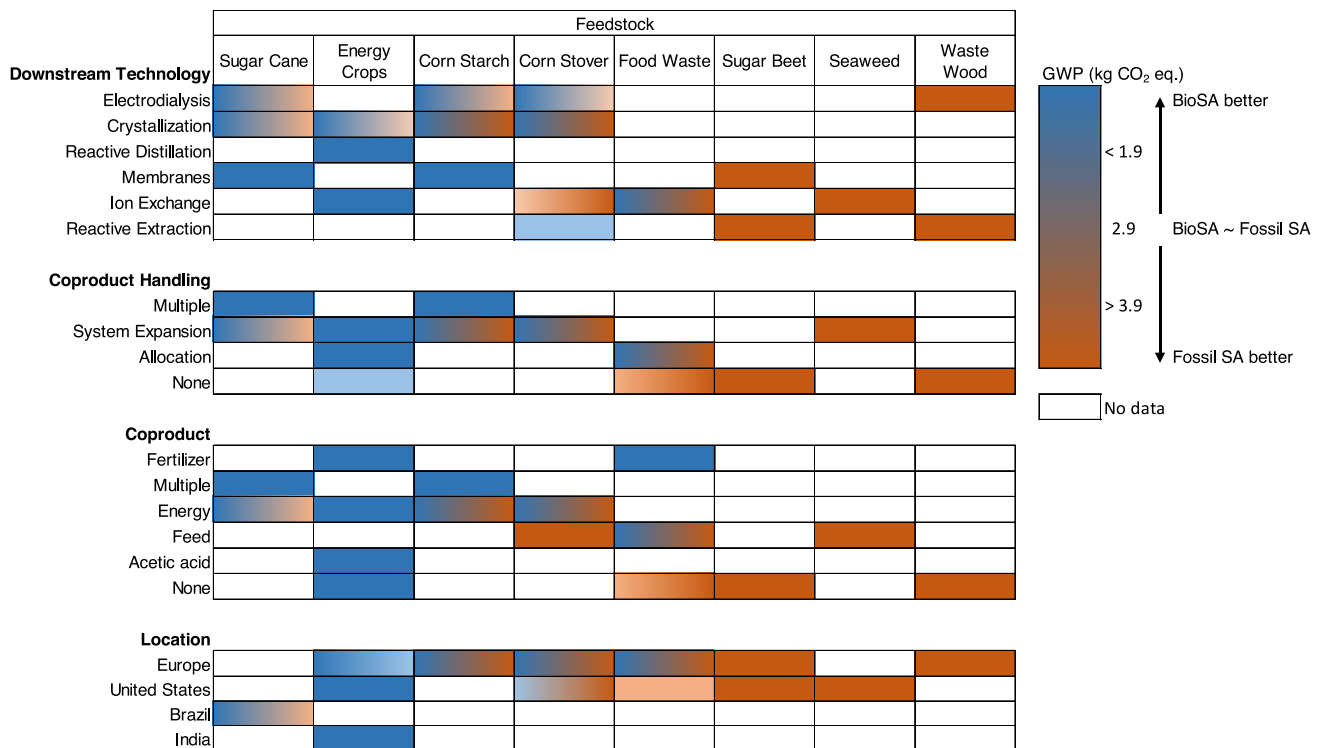 Feedstock
Downstream Technology
Sugar Cane
Energy
Crops
Corn Starch
Corn Stover
Food Waste
Sugar Beet
Seaweed
Waste
Wood
Electrodialysis
Crystallization
Reactive Distillation
Membranes
Ion Exchange
Reactive Extraction
Coproduct Handling
Multiple
System Expansion
Allocation
None
Coproduct
Fertilizer
Multiple
Energy
Feed
Acetic acid
None
Location
Europe
United States
Brazil
India
GWP (kg CO₂ eq.)
BioSA better
< 1.9
2.9
BioSA ~ Fossil SA
> 3.9
Fossil SA better
No data